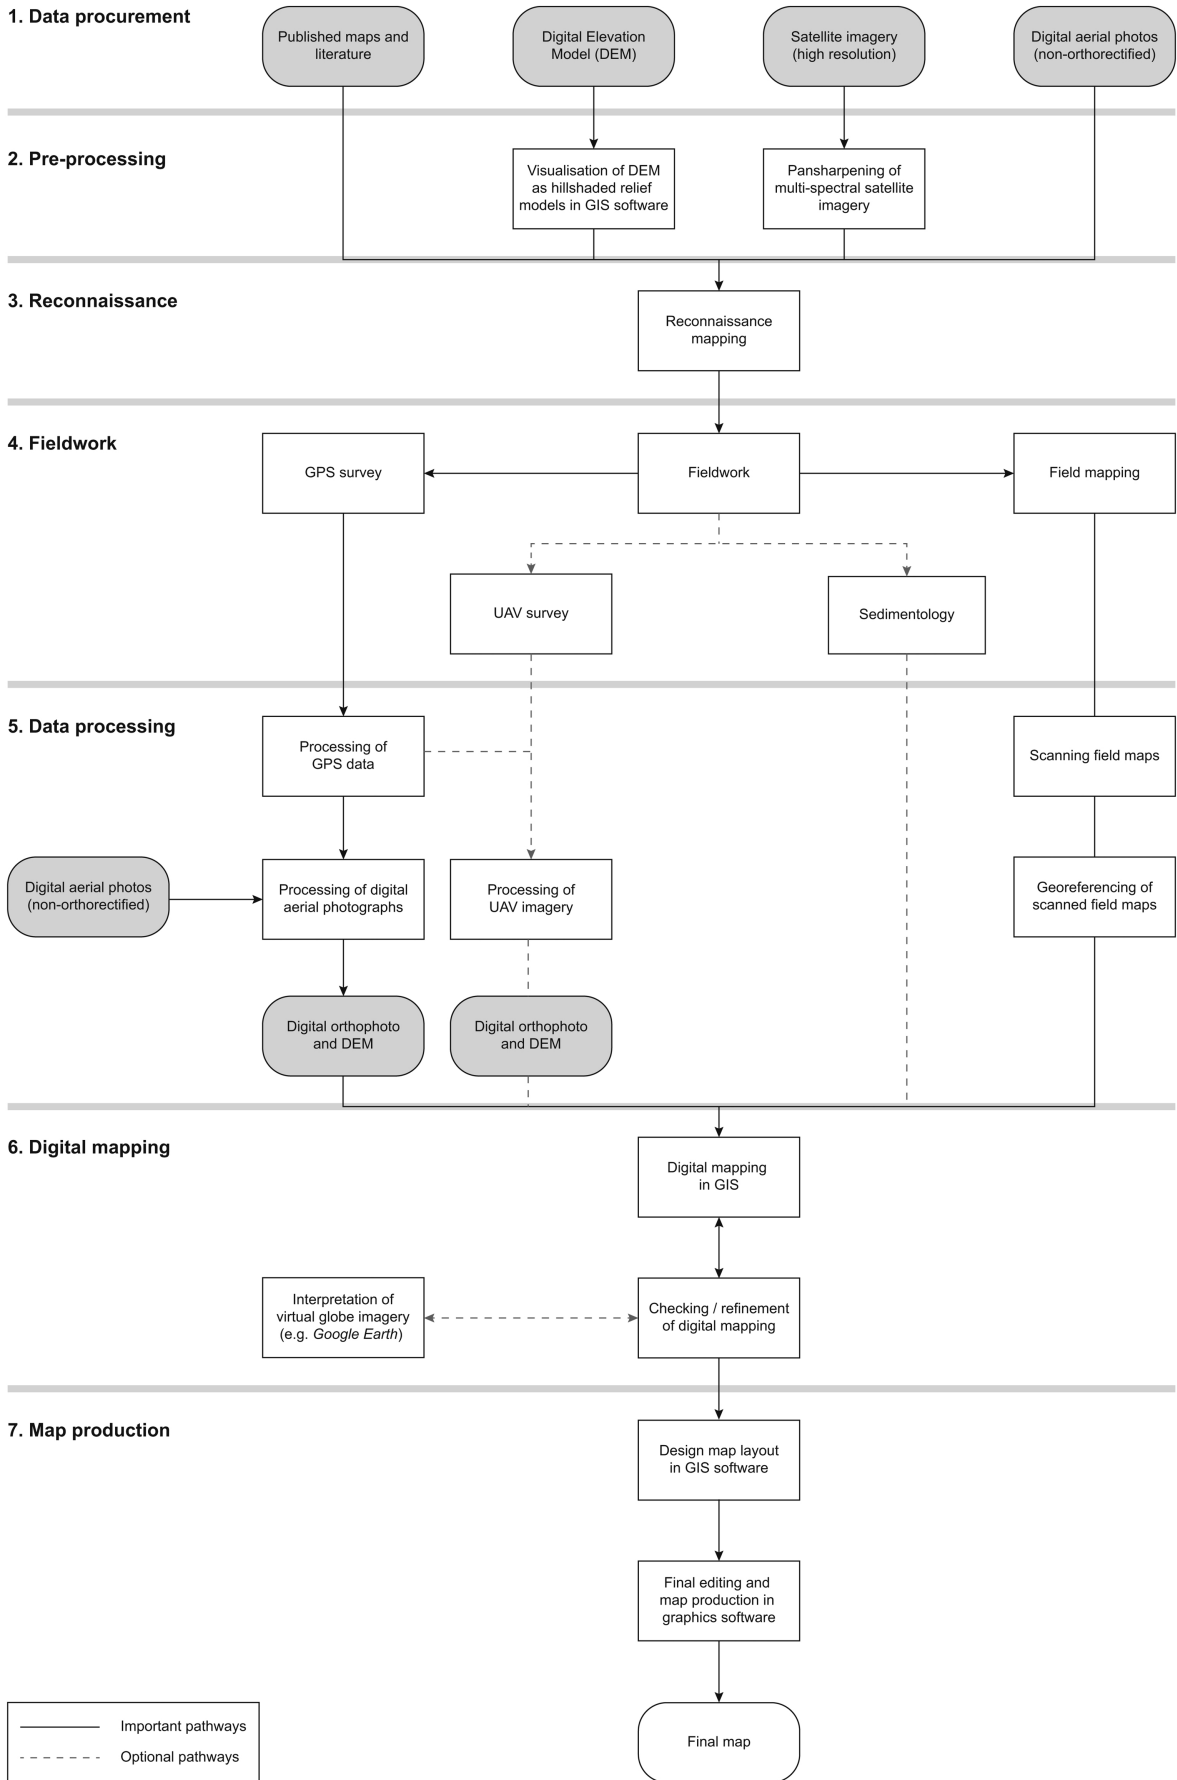 1. Data procurement
Published maps and
literature
Digital Elevation
Model (DEM)
Satellite imagery
(high resolution)
Digital aerial photos
(non-orthorectified)
2. Pre-processing
Visualisation of DEM
as hillshaded relief
models in GIS software
Pansharpening of
multi-spectral satellite
imagery
3. Reconnaissance
Reconnaissance
mapping
4. Fieldwork
GPS survey
Fieldwork
Field mapping
UAV survey
Sedimentology
5. Data processing
Processing of
GPS data
Scanning field maps
Digital aerial photos
(non-orthorectified)
Processing of digital
aerial photographs
Processing of
UAV imagery
Georeferencing of
scanned field maps
Digital orthophoto
and DEM
Digital orthophoto
and DEM
6. Digital mapping
Digital mapping
in GIS
Interpretation of
virtual globe imagery
(e.g. Google Earth)
Checking / refinement
of digital mapping
7. Map production
Design map layout
in GIS software
Final editing and
map production in
graphics software
Final map
Important pathways
Optional pathways